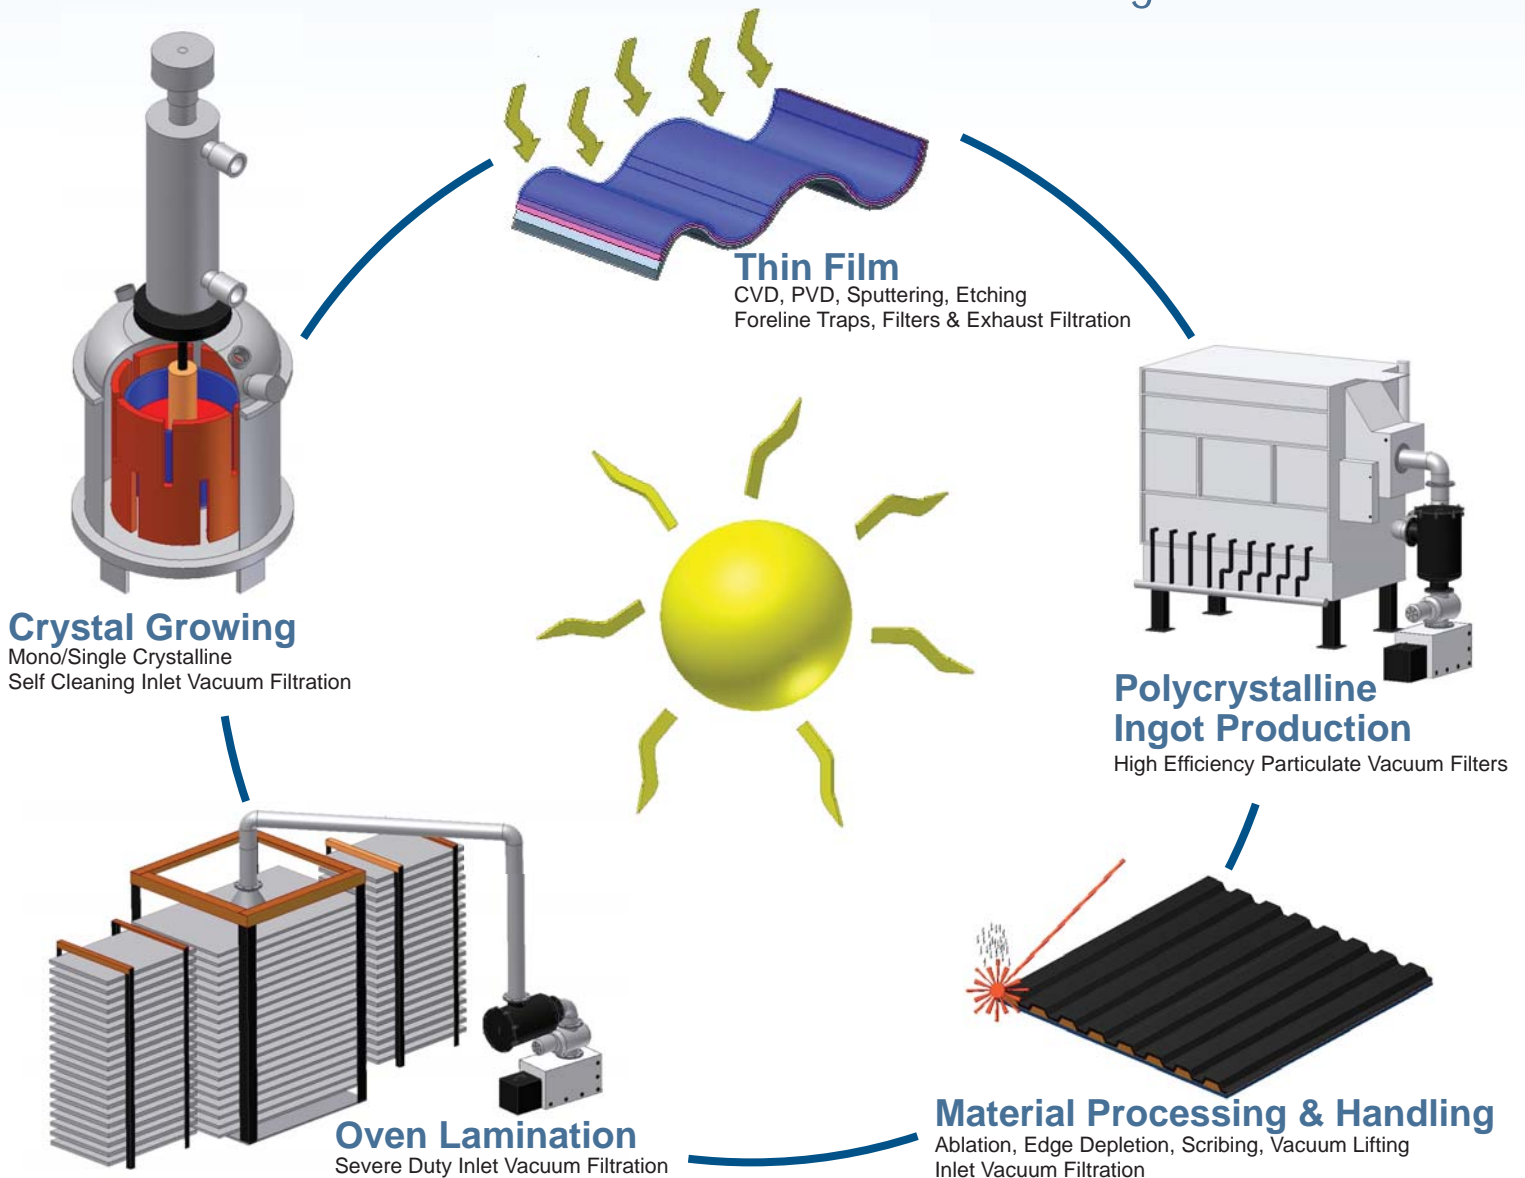 Thin Film
CVD, PVD, Sputtering, Etching
Foreline Traps, Filters & Exhaust Filtration
Crystal Growing
Mono/Single Crystalline
Self Cleaning Inlet Vacuum Filtration
Polycrystalline
Ingot Production
High Efficiency Particulate Vacuum Filters
Oven Lamination
Severe Duty Inlet Vacuum Filtration
Material Processing & Handling
Ablation, Edge Depletion, Scribing, Vacuum Lifting
Inlet Vacuum Filtration